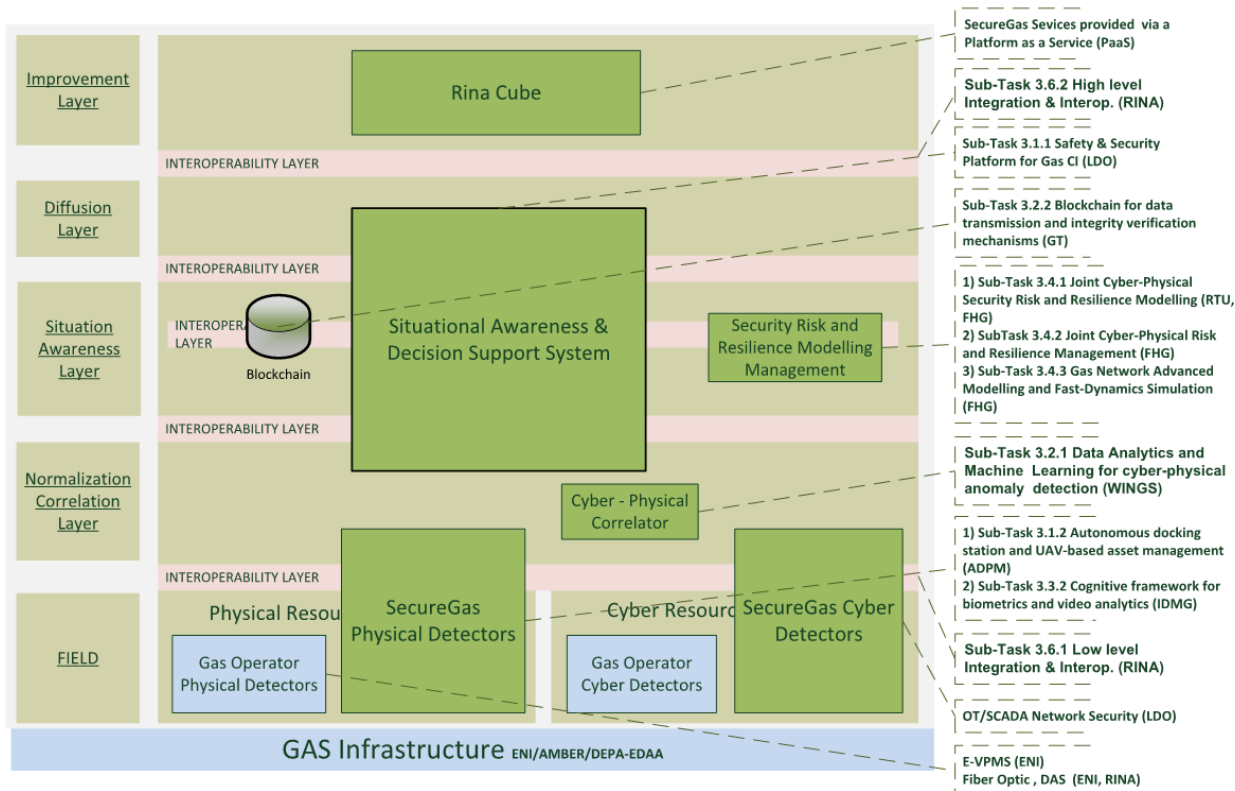 Improvement
Layer
Rina Cube
INTEROPERABILITY LAYER
Diffusion
Layer
INTEROPERABILITY LAYER
Situation
Awareness
Layer
INTEROPERA
LAYER
Blockchain
Situational Awareness &
Decision Support System
Security Risk and
Resilience Modelling
Management
INTEROPERABILITY LAYER
Normalization
Correlation
Layer
Cyber - Physical
Correlator
INTEROPERABILITY LAYER
FIELD
Physical Resou
SecureGas
Physical Detectors
Gas Operator
Physical Detectors
Cyber Resourc
SecureGas Cyber
Detectors
Gas Operator
Cyber Detectors
GAS Infrastructure ENI/AMBER/DEPA-EDAA
SecureGas Sevices provided via a
Platform as a Service (PaaS)
Sub-Task 3.6.2 High level
Integration & Interop. (RINA)
Sub-Task 3.1.1 Safety & Security
Platform for Gas CI (LDO)
Sub-Task 3.2.2 Blockchain for data
transmission and integrity verification
mechanisms (GT)
1) Sub-Task 3.4.1 Joint Cyber-Physical
Security Risk and Resilience Modelling (RTU,
FHG)
2) SubTask 3.4.2 Joint Cyber-Physical Risk
and Resilience Management (FHG)
3) Sub-Task 3.4.3 Gas Network Advanced
Modelling and Fast-Dynamics Simulation
(FHG)
Sub-Task 3.2.1 Data Analytics and
Machine Learning for cyber-physical
anomaly detection (WINGS)
1) Sub-Task 3.1.2 Autonomous docking
station and UAV-based asset management
(ADPM)
2) Sub-Task 3.3.2 Cognitive framework for
biometrics and video analytics (IDMG)
Sub-Task 3.6.1 Low level
Integration & Interop. (RINA)
OT/SCADA Network Security (LDO)
E-VPMS (ENI)
Fiber Optic , DAS (ENI, RINA)